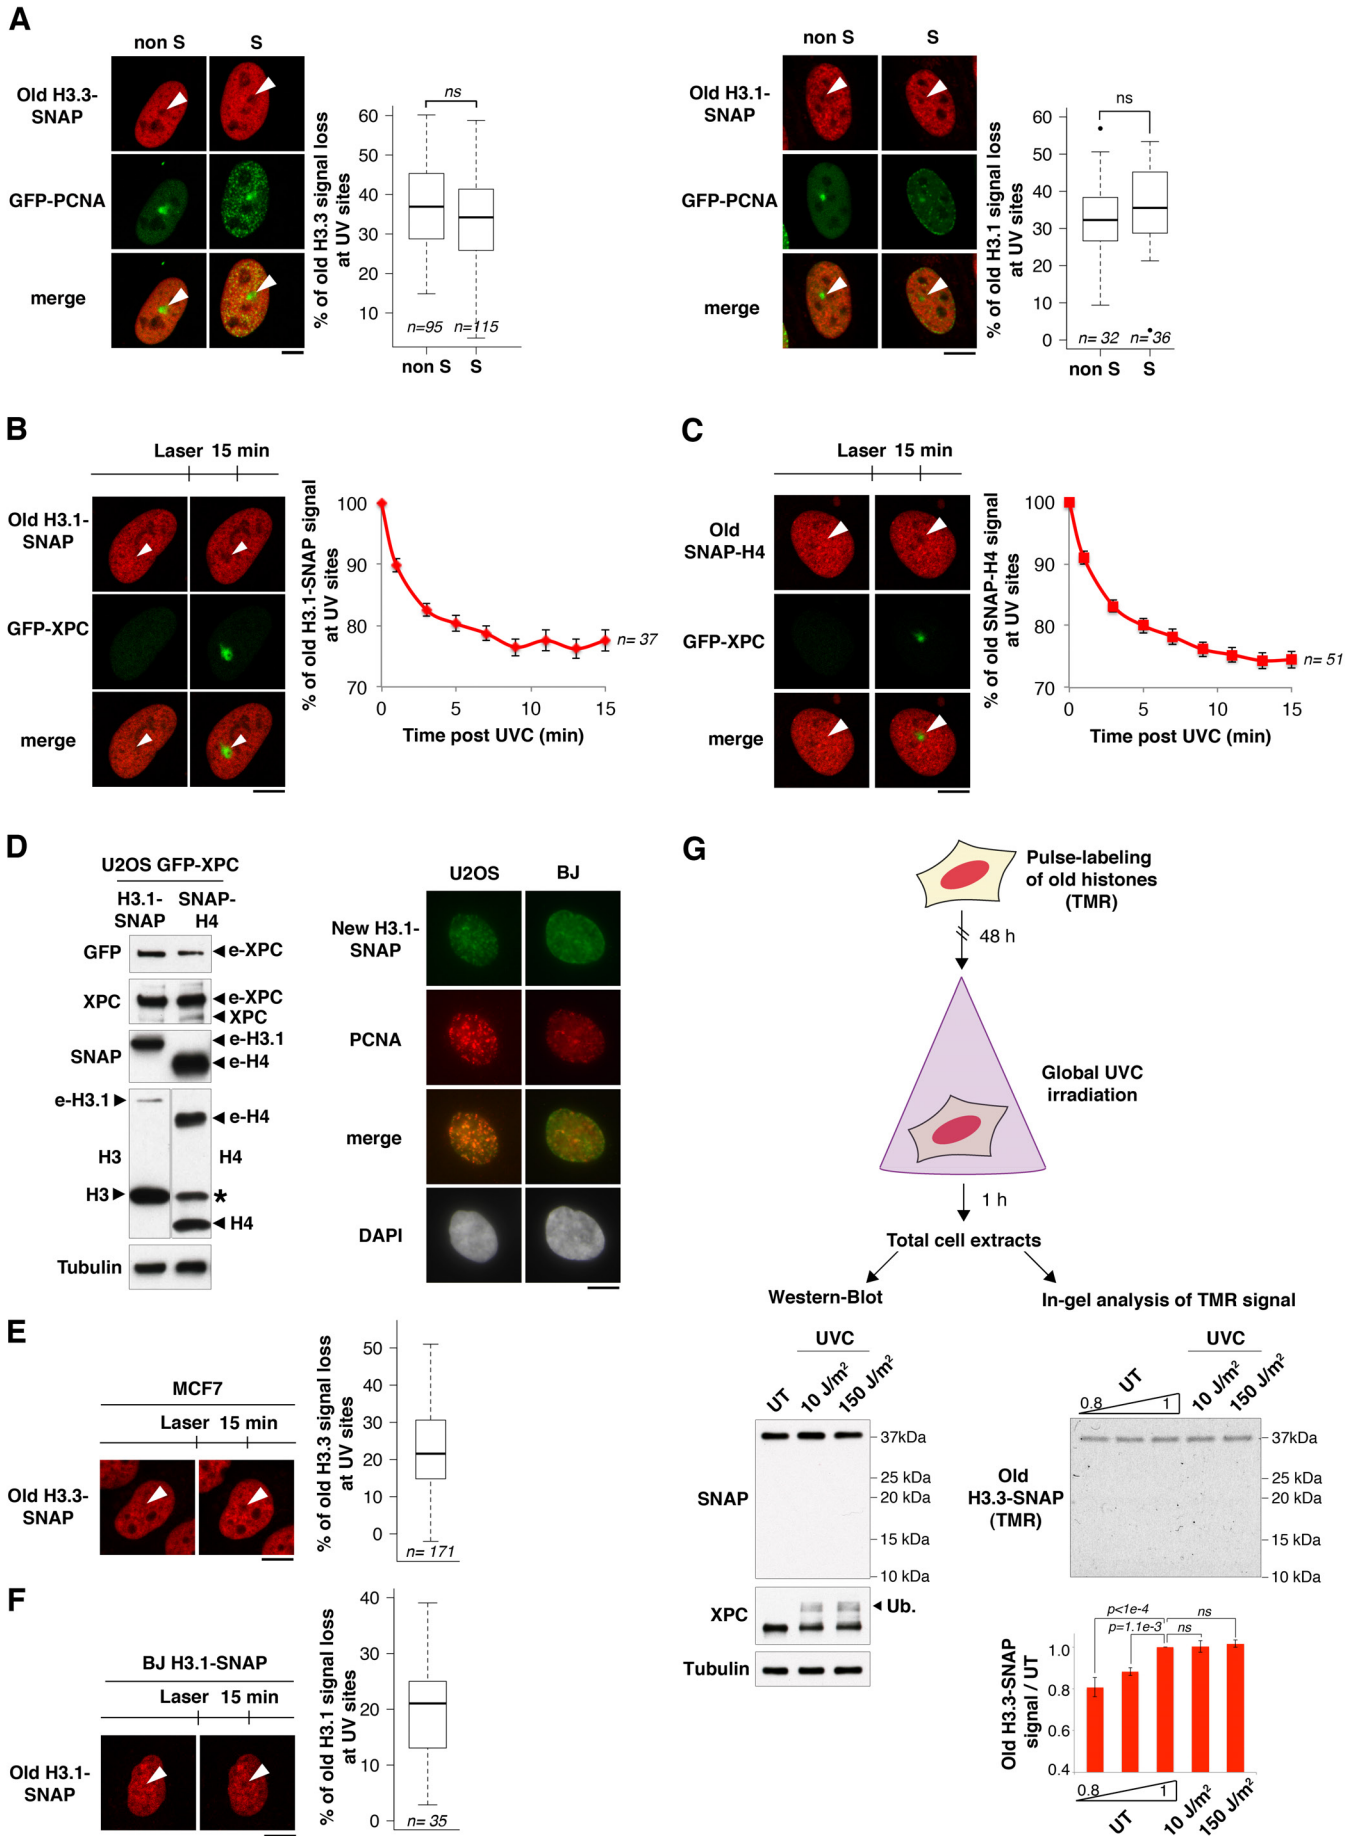 A
non S
S
Old H3.3-
SNAP
GFP-PCNA
merge
% of old H3.3 signal loss
at UV sites
60
50
40
30
20
10
ns
n=95
n=115
non S
S
non S
S
Old H3.1-
SNAP
GFP-PCNA
merge
% of old H3.1 signal loss
at UV sites
60
50
40
30
20
10
0
ns
n= 32
n= 36
non S
S
B
Laser 15 min
Old H3.1-
SNAP
GFP-XPC
merge
% of old H3.1-SNAP signal
at UV sites
100
90
80
70
0
5
10
15
n= 37
Time post UVC (min)
C
Laser 15 min
Old
SNAP-H4
GFP-XPC
merge
% of old SNAP-H4 signal
at UV sites
100
90
80
70
0
5
10
15
n= 51
Time post UVC (min)
D
U2OS GFP-XPC
H3.1-
SNAP
SNAP-
H4
GFP
e-XPC
XPC
e-XPC
XPC
SNAP
e-H3.1
e-H4
e-H3.1
e-H4
H3
H4
H3
*
H4
Tubulin
U2OS
BJ
New H3.1-
SNAP
PCNA
merge
DAPI
E
MCF7
Laser 15 min
Old H3.3-
SNAP
% of old H3.3 signal loss
at UV sites
50
40
30
20
10
0
n= 171
F
BJ H3.1-SNAP
Laser 15 min
Old H3.1-
SNAP
% of old H3.1 signal loss
at UV sites
40
30
20
10
0
n= 35
G
Pulse-labeling
of old histones
(TMR)
48 h
Global UVC
irradiation
1 h
Total cell extracts
Western-Blot
In-gel analysis of TMR signal
UVC
UT
10 J/m²
150 J/m²
SNAP
37kDa
25 kDa
20 kDa
15 kDa
10 kDa
XPC
Ub.
Tubulin
UVC
UT
10 J/m²
150 J/m²
0.8
1
Old
H3.3-SNAP
(TMR)
37kDa
25 kDa
20 kDa
15 kDa
10 kDa
p<1e-4
p=1.1e-3
ns
ns
Old H3.3-SNAP
signal / UT
1.0
0.8
0.6
0.4
0.8
1
UT
10 J/m²
150 J/m²